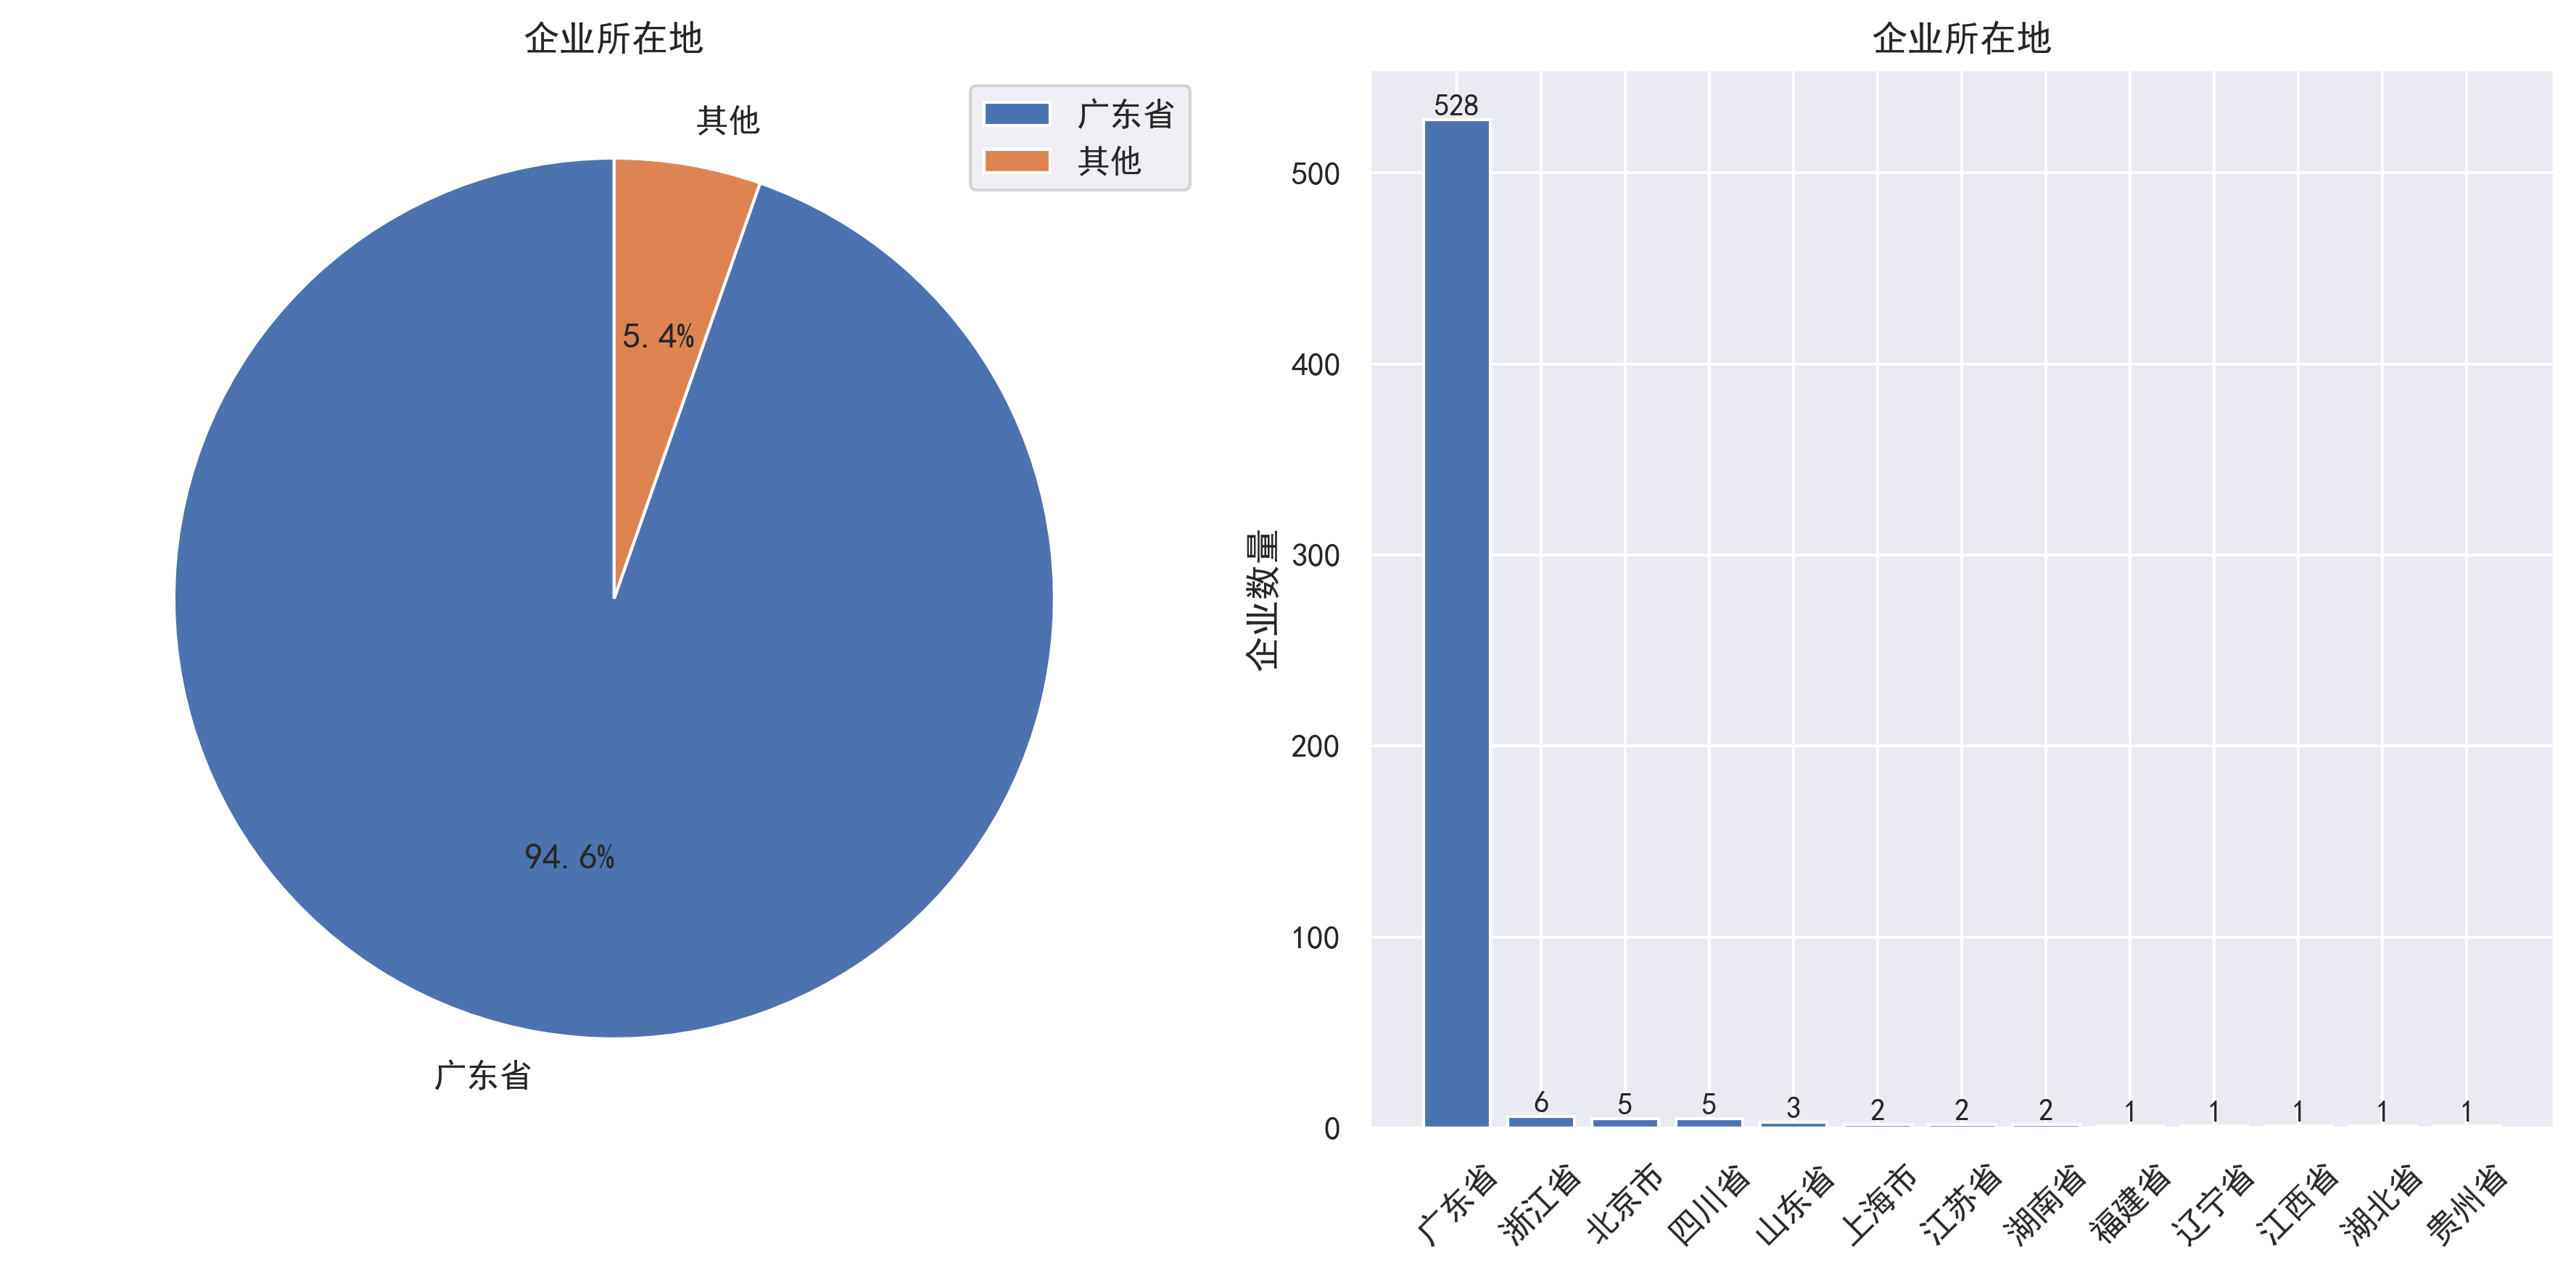 企业所在地
其他
广东省
其他
5.4%
94.6%
广东省
企业所在地
企业数量
500
400
300
200
100
0
528
6
5
5
3
2
2
2
1
1
1
1
1
广东省
浙江省
北京市
四川省
山东省
上海市
江苏省
湖南省
福建省
辽宁省
江西省
湖北省
贵州省